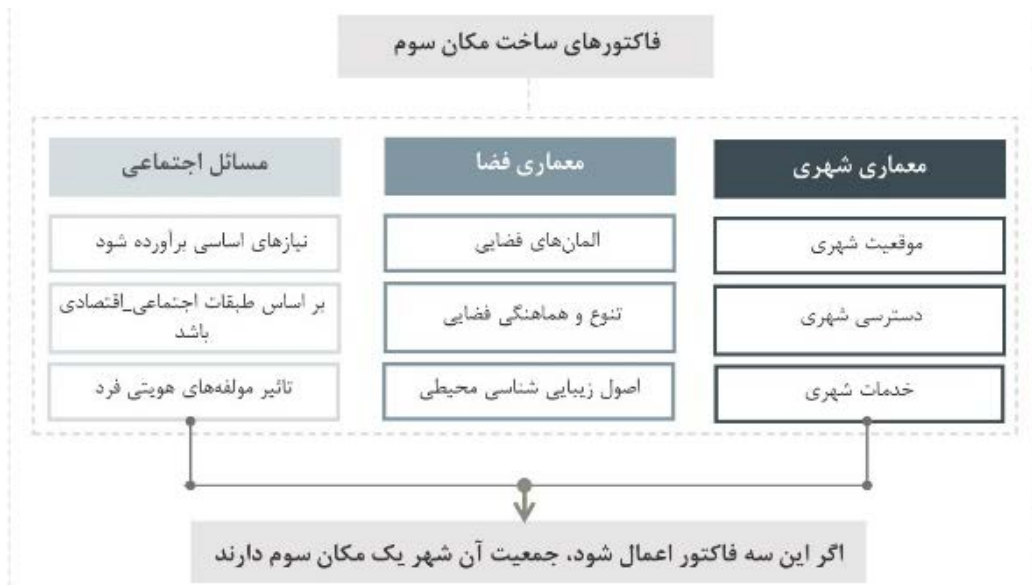 فاکتورهای ساخت مکان سوم
معماری شهری
موقعیت شهری
دسترسی شهری
خدمات شهری
معماری فضا
المان‌های فضایی
تنوع و هماهنگی فضایی
اصول زیبایی شناسی محیطی
مسائل اجتماعی
نیازهای اساسی برآورده شود
بر اساس طبقات اجتماعی_اقتصادی
باشد
تاثیر مولفه‌های هویتی فرد
اگر این سه فاکتور اعمال شود، جمعیت آن شهر یک مکان سوم دارند